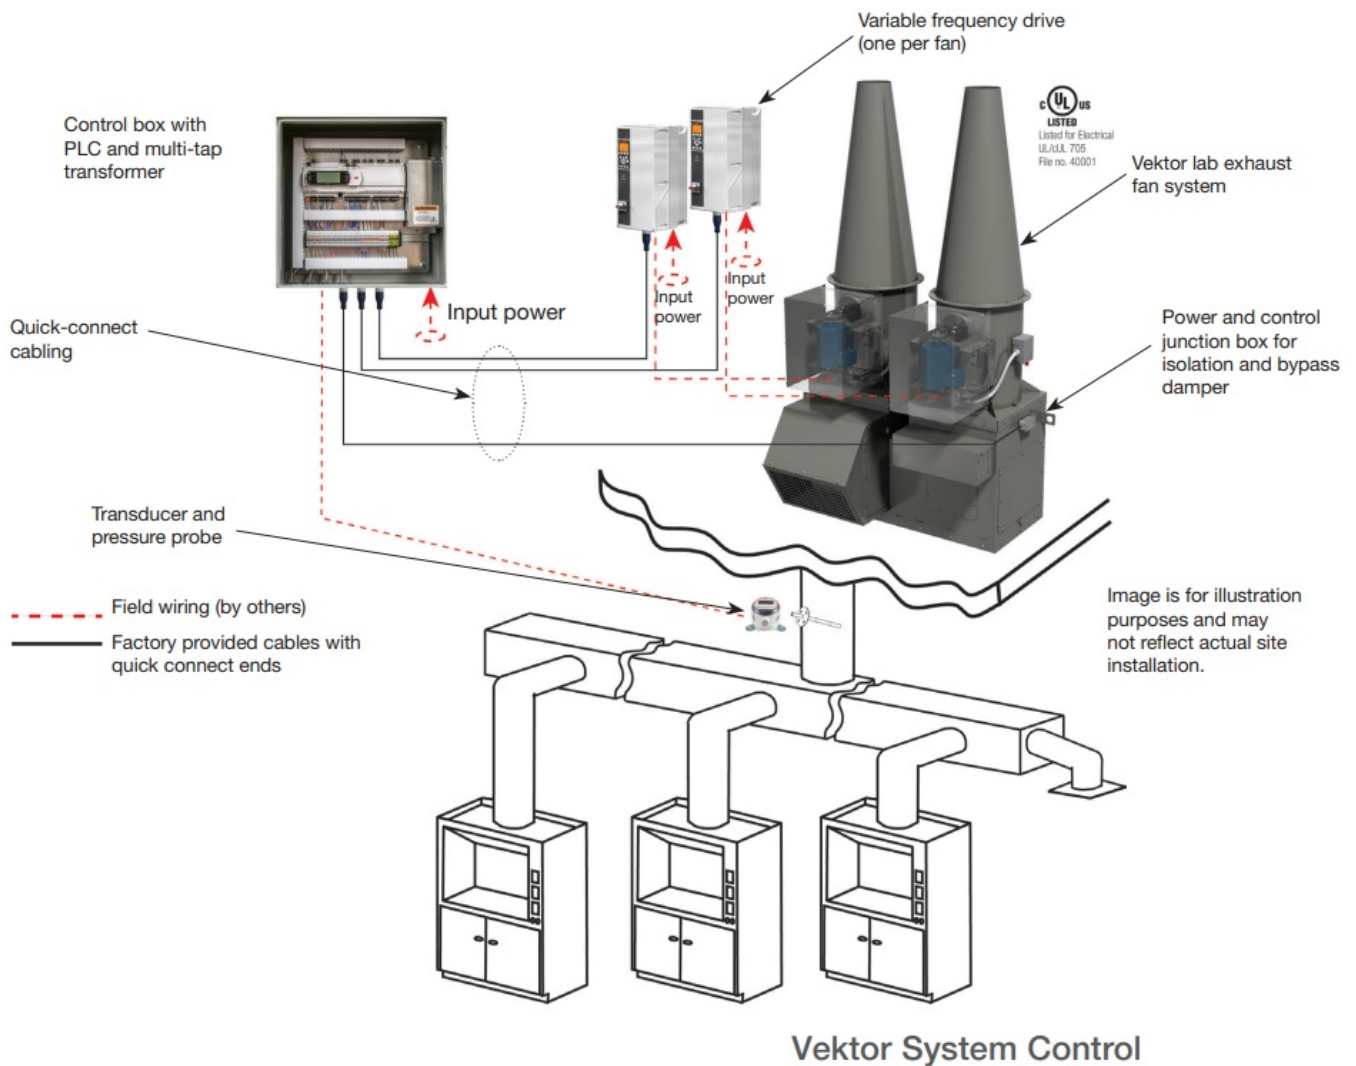 Variable frequency drive
(one per fan)
Control box with
PLC and multi-tap
transformer
C UL US
LISTED
Listed for Electrical
UL/cUL 705
File no. 40001
Vektor lab exhaust
fan system
Input power
Input
power
Input
power
Quick-connect
cabling
Power and control
junction box for
isolation and bypass
damper
Transducer and
pressure probe
Field wiring (by others)
Factory provided cables with
quick connect ends
Image is for illustration
purposes and may
not reflect actual site
installation.
Vektor System Control